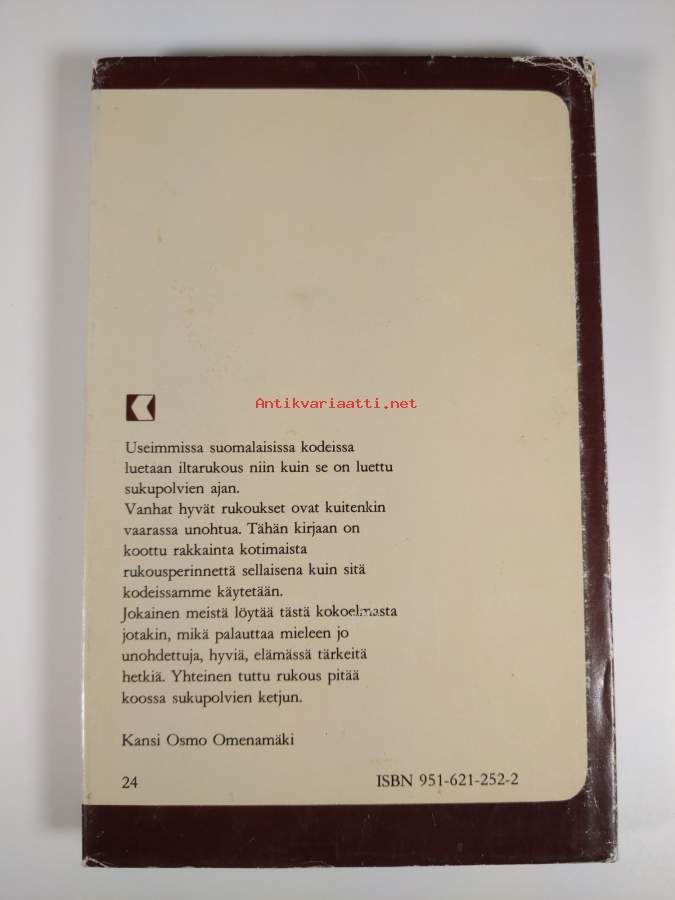 Antikvariaatti.net
Useimmissa suomalaisissa kodeissa
luetaan iltarukous niin kuin se on luettu
sukupolvien ajan.
Vanhat hyvät rukoukset ovat kuitenkin
vaarassa unohtua. Tähän kirjaan on
koottu rakkainta kotimaista
rukousperinnettä sellaisena kuin sitä
kodeissamme käytetään.
Jokainen meistä löytää tästä kokoelmasta
jotakin, mikä palauttaa mieleen jo
unohdettuja, hyviä, elämässä tärkeitä
hetkiä. Yhteinen tuttu rukous pitää
koossa sukupolvien ketjun.
Kansi Osmo Omenamäki
24 ISBN 951-621-252-2